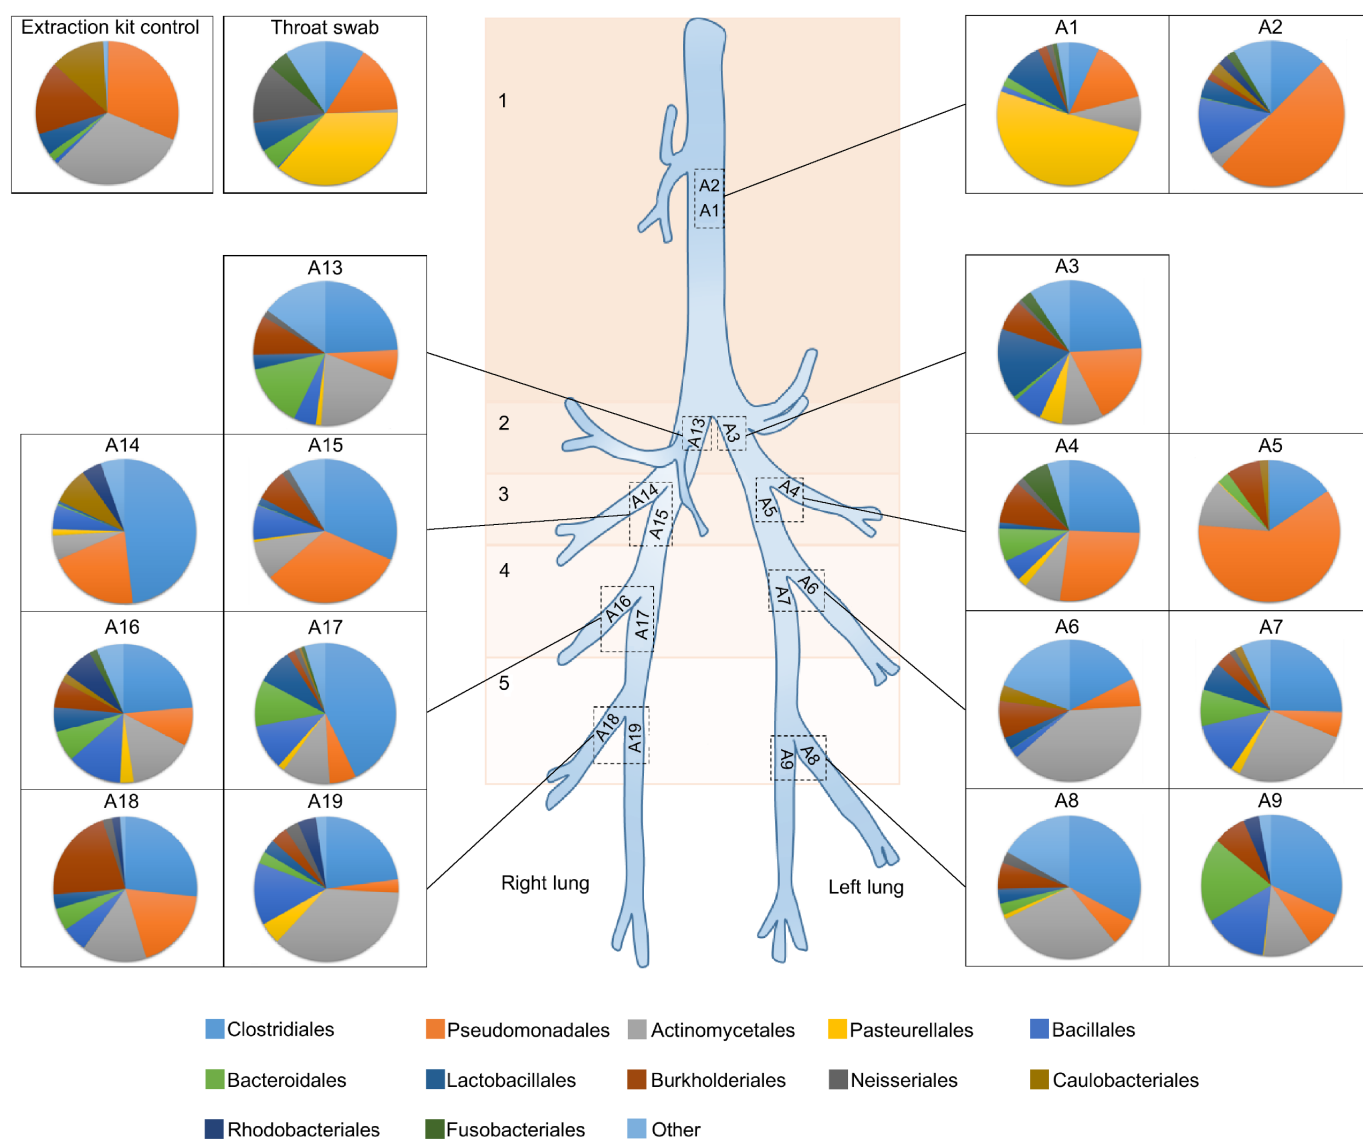 Extraction kit control
Throat swab
A1
A2
1
A2
A1
A13
A3
2
A13
A3
A14
A15
3
A14
A15
A4
A5
A4
A5
4
A16
A17
A7
A6
A16
A17
A6
A7
5
A18
A19
A9
A8
A18
A19
A8
A9
Right lung
Left lung
Clostridiales
Pseudomonadales
Actinomycetales
Pasteurellales
Bacillales
Bacteroidales
Lactobacillales
Burkholderiales
Neisseriales
Caulobacteriales
Rhodobacteriales
Fusobacteriales
Other